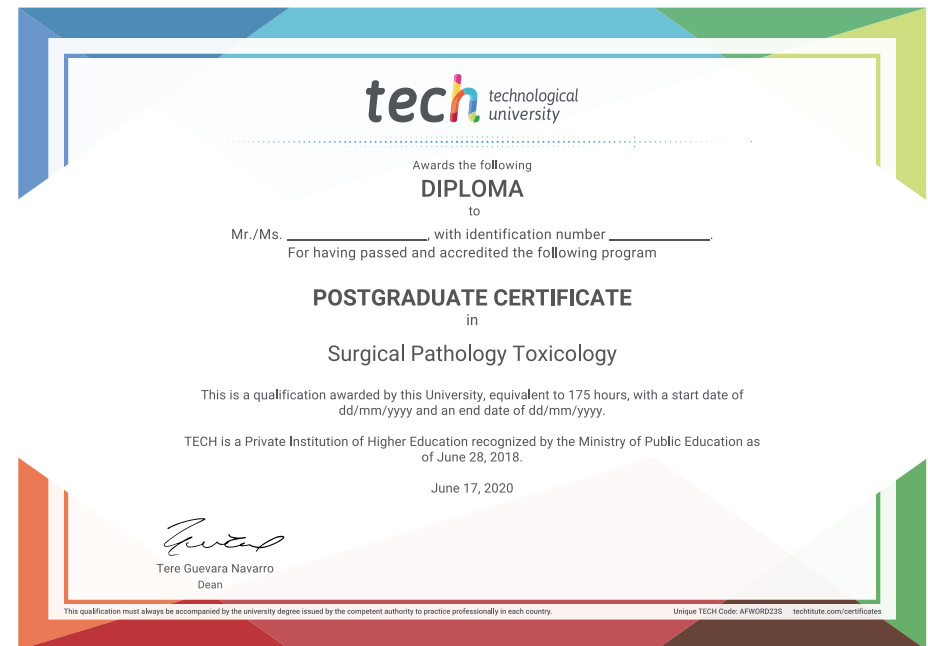 tech technological
university
Awards the following
DIPLOMA
to
Mr./Ms. ____________________, with identification number ______________.
For having passed and accredited the following program
POSTGRADUATE CERTIFICATE
in
Surgical Pathology Toxicology
This is a qualification awarded by this University, equivalent to 175 hours, with a start date of
dd/mm/yyyy and an end date of dd/mm/yyyy.
TECH is a Private Institution of Higher Education recognized by the Ministry of Public Education as
of June 28, 2018.
June 17, 2020
Tere Guevara Navarro
Dean
This qualification must always be accompanied by the university degree issued by the competent authority to practice professionally in each country.
Unique TECH Code: AFWORD23S techtitute.com/certificates